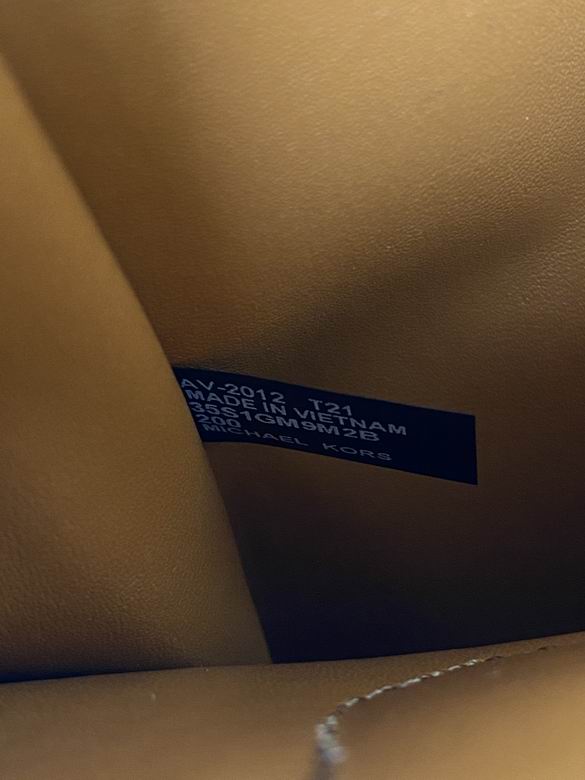 AV-2012 T21
MADE IN VIETNAM
35S1GM9M2B
200
MICHAEL KORS